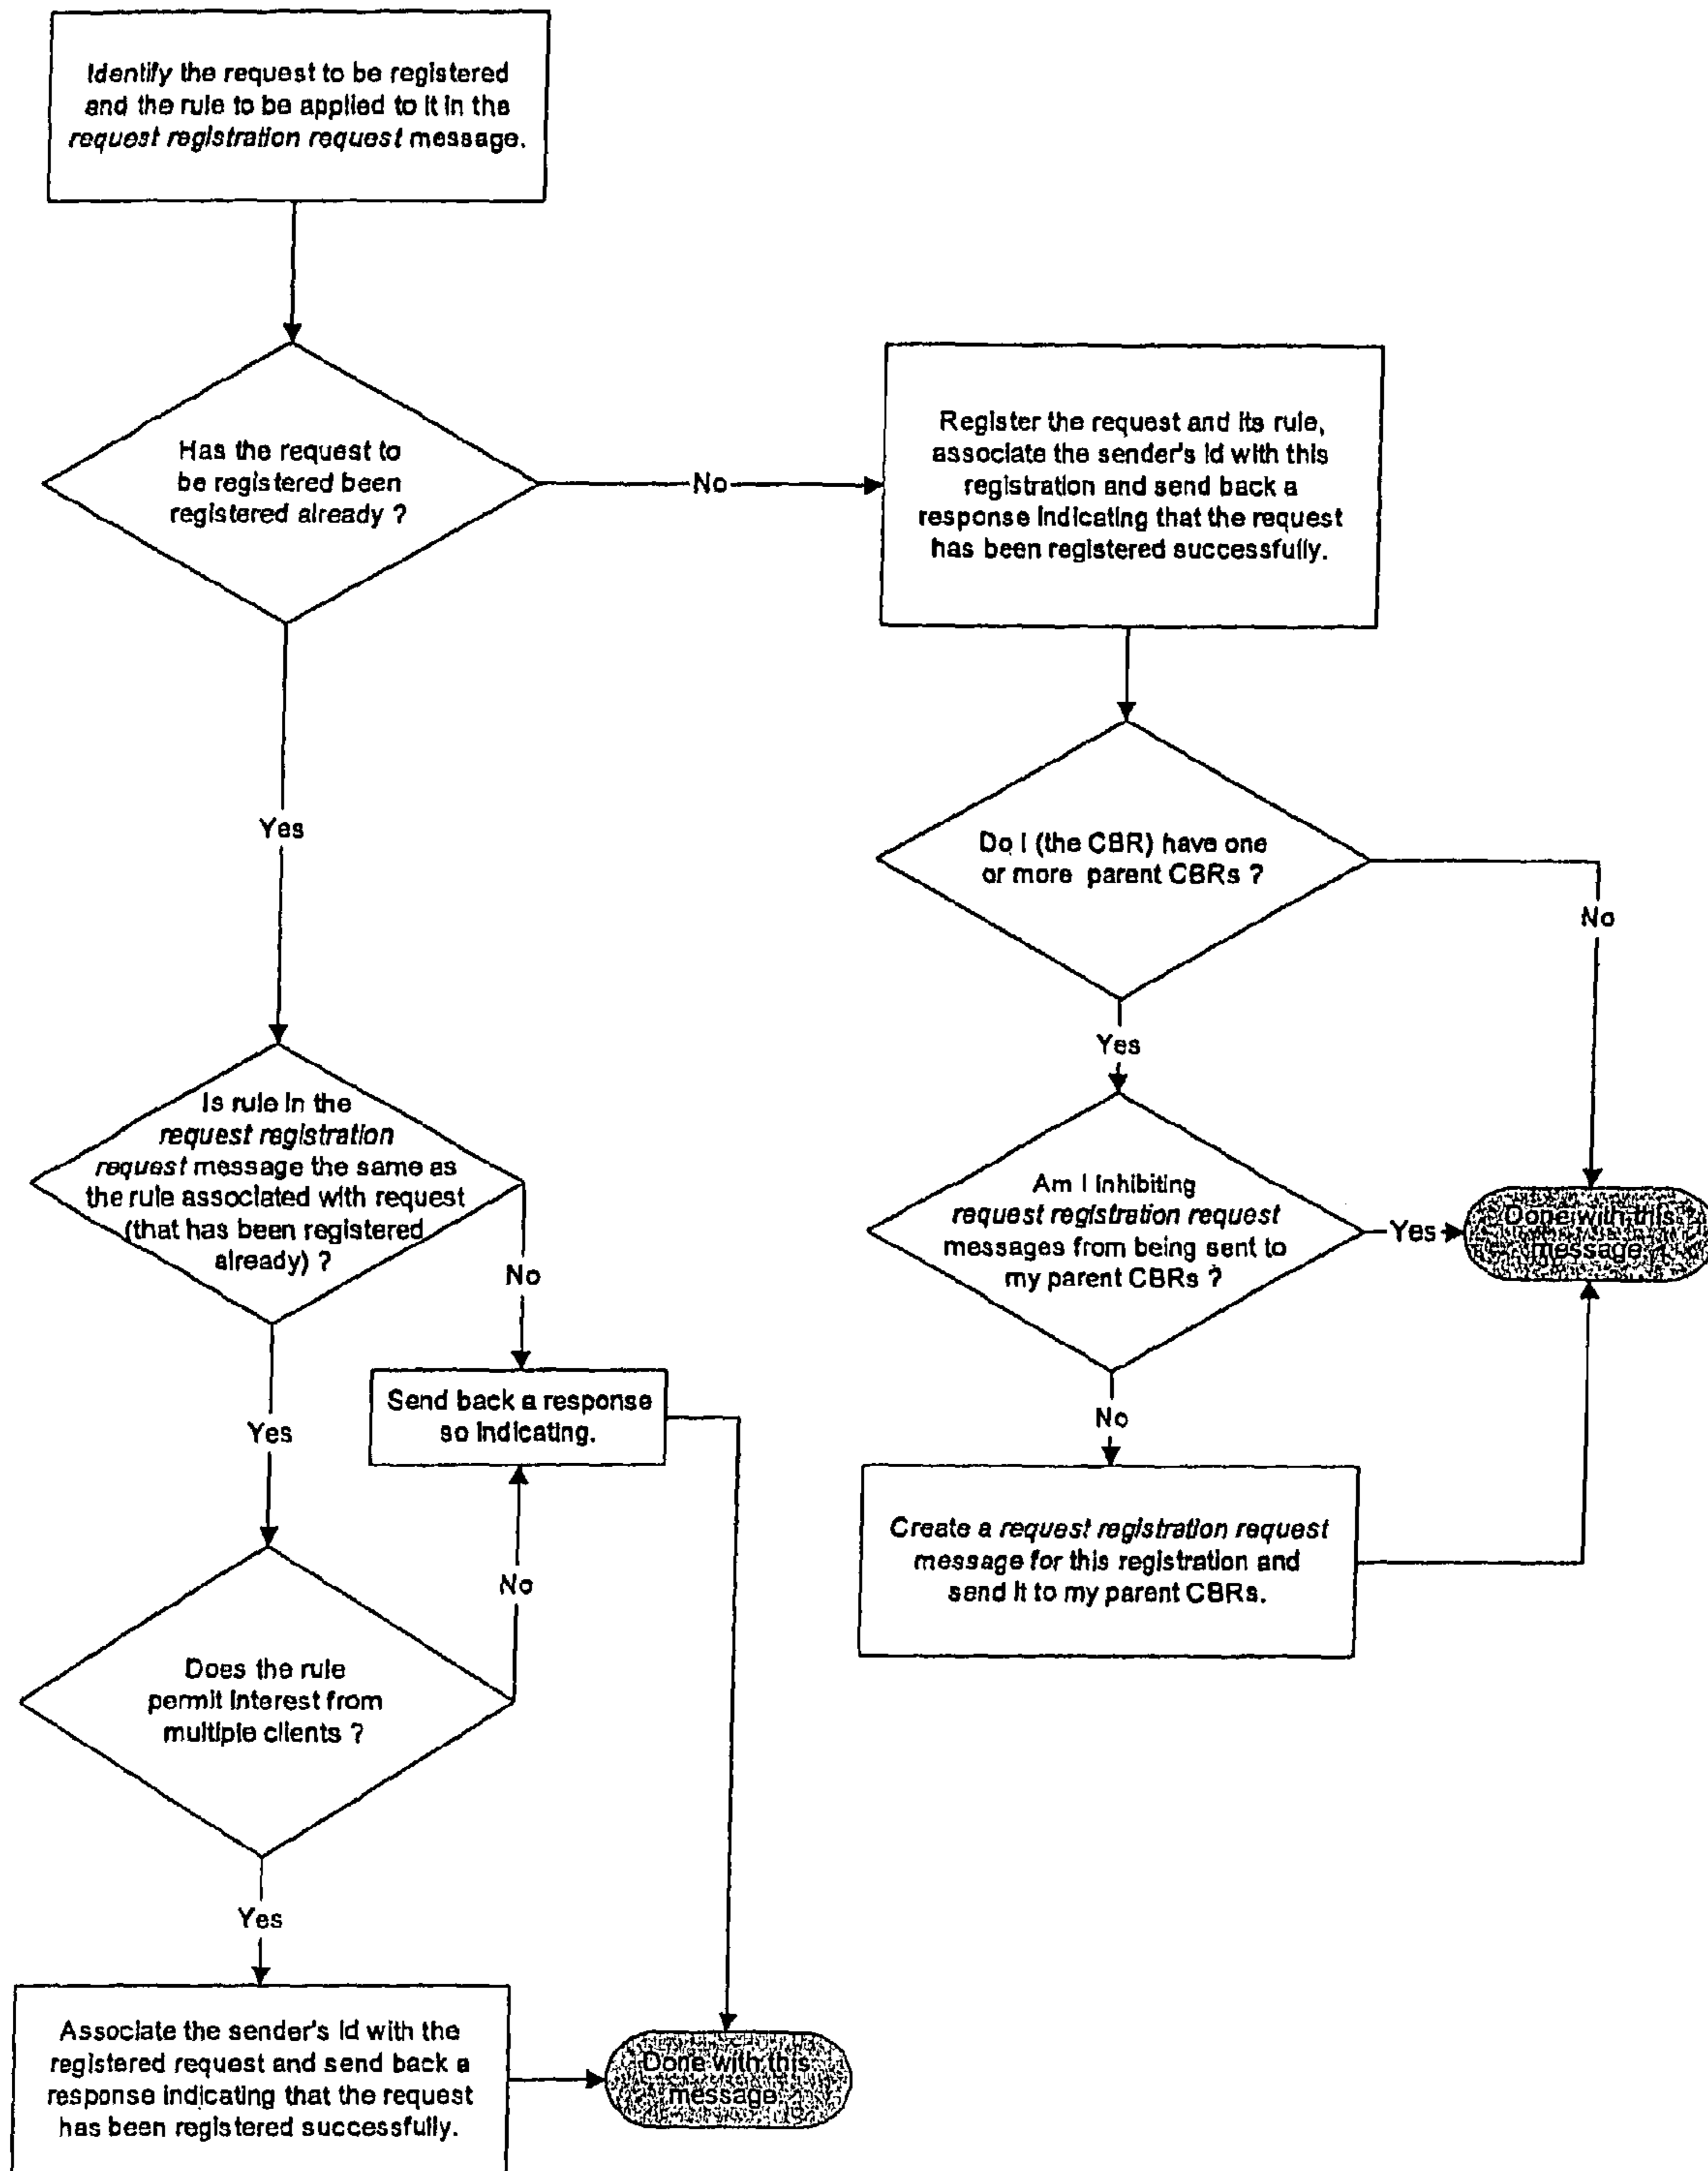 Identify the request to be registered
and the rule to be applied to it in the
request registration request message.
Has the request to
be registered been
registered already ?
No
Register the request and its rule,
associate the sender's id with this
registration and send back a
response indicating that the request
has been registered successfully.
Yes
Do I (the CBR) have one
or more parent CBRs ?
No
Yes
Is rule in the
request registration
request message the same as
the rule associated with request
(that has been registered
already) ?
No
Am I inhibiting
request registration request
messages from being sent to
my parent CBRs ?
Yes
Done with this
message
Send back a response
so indicating.
Yes
No
Create a request registration request
message for this registration and
send it to my parent CBRs.
No
Does the rule
permit interest from
multiple clients ?
Yes
Associate the sender's id with the
registered request and send back a
response indicating that the request
has been registered successfully.
Done with this
message